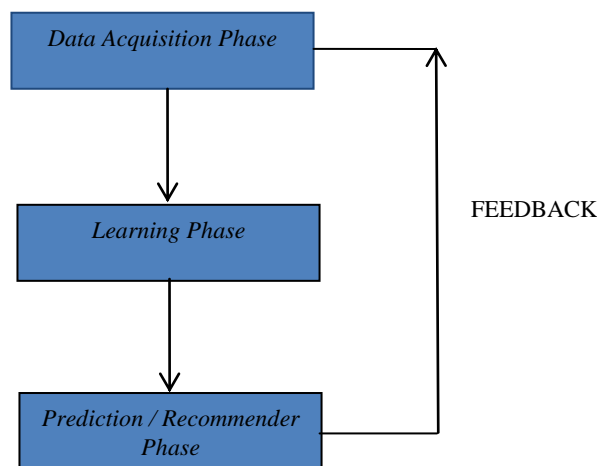 Data Acquisition Phase
Learning Phase
FEEDBACK
Prediction / Recommender
Phase